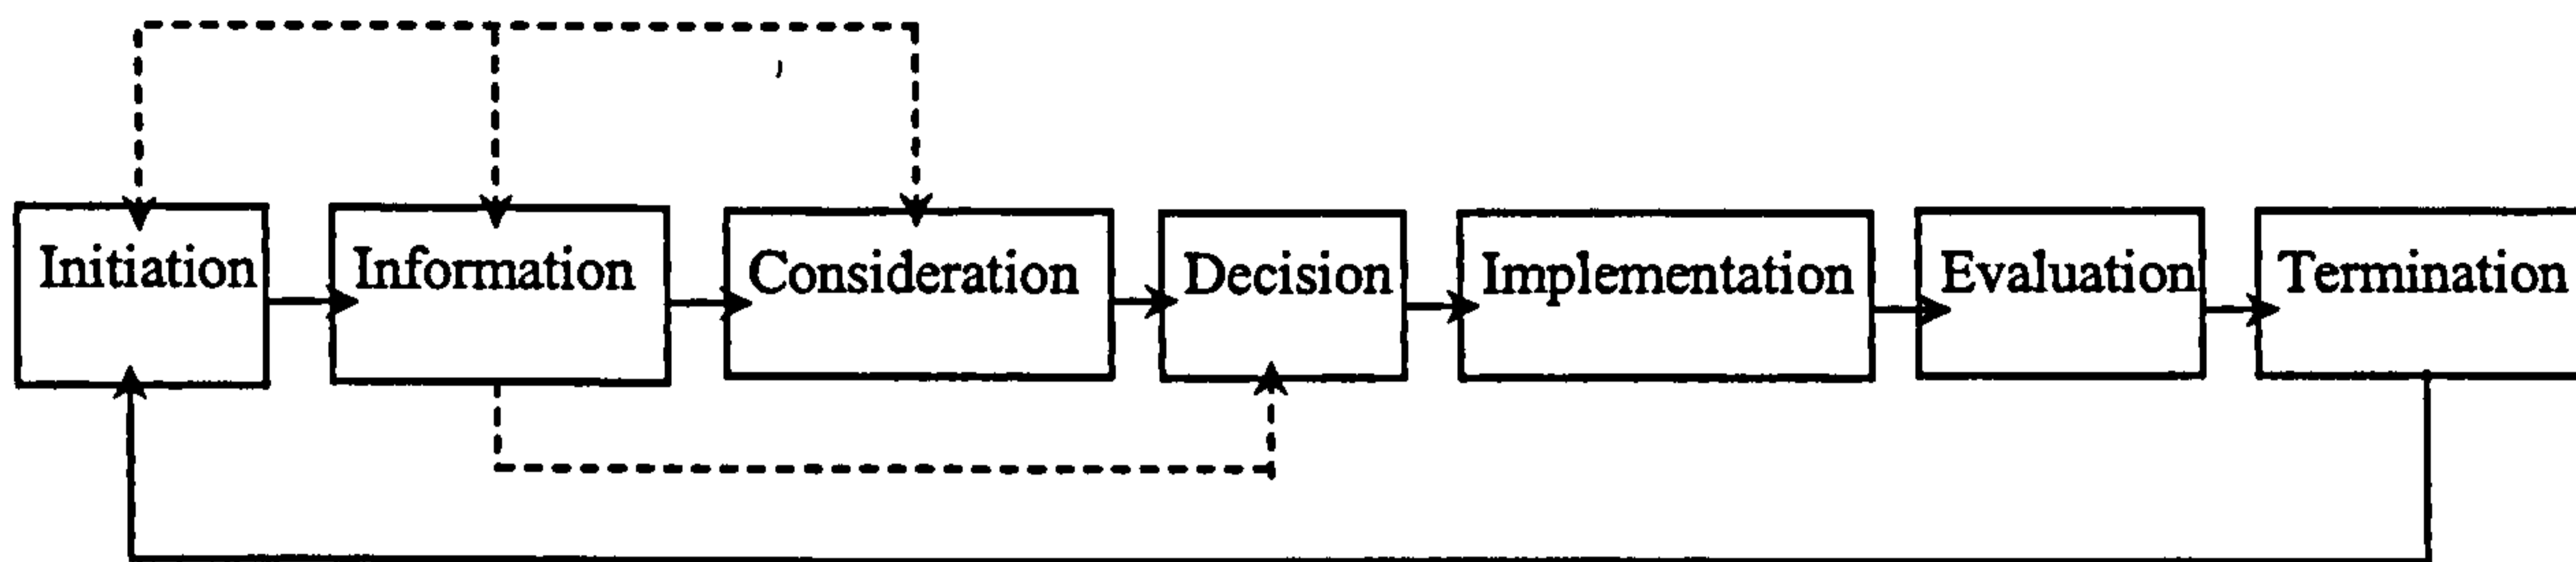 Initiation
Information
Consideration
Decision
Implementation
Evaluation
Termination